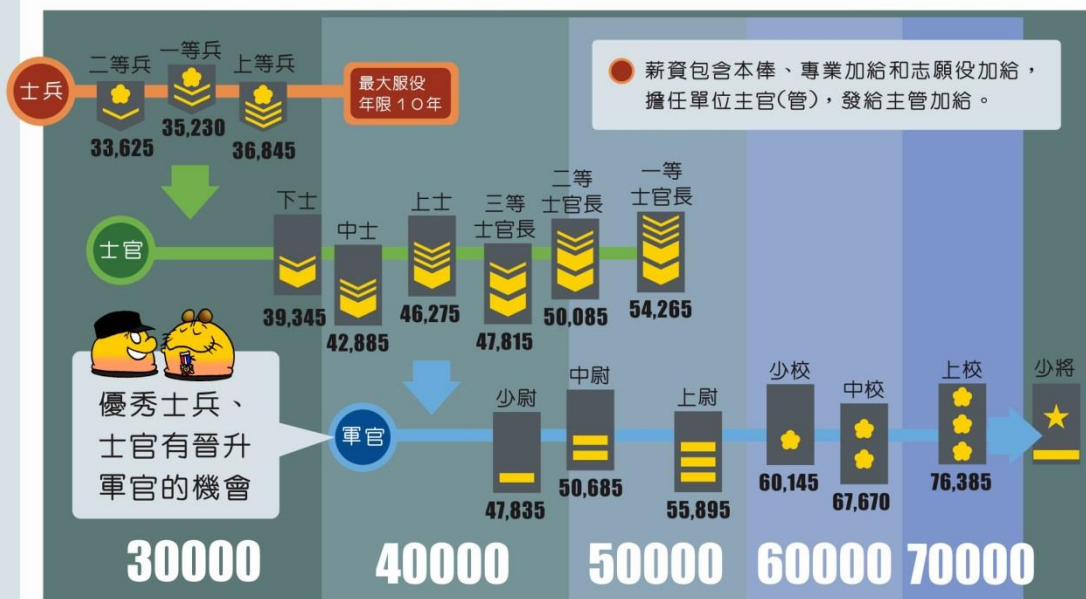 士兵
二等兵
33,625
一等兵
35,230
上等兵
36,845
最大服役
年限10年
薪資包含本俸、專業加給和志願役加給，
擔任單位主官(管)，發給主管加給。
士官
下士
39,345
中士
42,885
上士
46,275
三等
士官長
47,815
二等
士官長
50,085
一等
士官長
54,265
優秀士兵、
士官有晉升
軍官的機會
軍官
少尉
47,835
中尉
50,685
上尉
55,895
少校
60,145
中校
67,670
上校
76,385
少將
30000
40000
50000
60000
70000